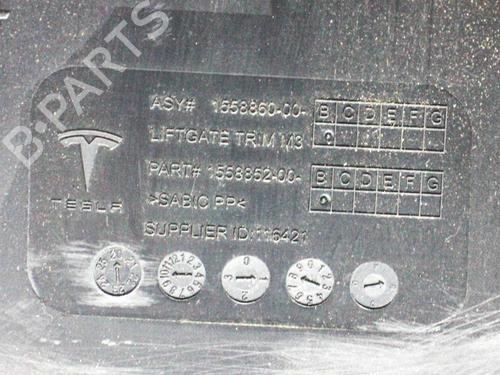 B-PARTS
ASY# 1558860-00- B C D E F G
LIFTGATE TRIM M3
PART# 1558852-00- B C D E F G
>SABIC PP<
TESLA
SUPPLIER ID: 116421